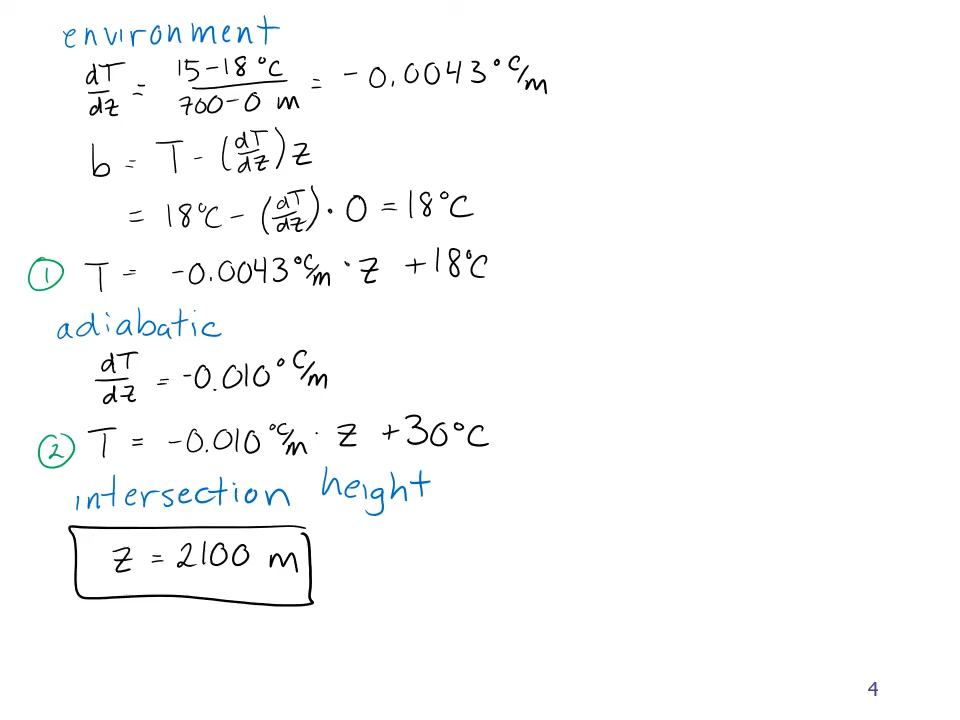 environment
dT/dz = 15-18 °C / 700-0 m = -0.0043 °C/m
b = T - (dT/dz) z
= 18°C - (dT/dz) · 0 = 18°C
① T = -0.0043 °C/m · z + 18°C
adiabatic
dT/dz = -0.010 °C/m
② T = -0.010 °C/m · z + 30°C
intersection height
z = 2100 m
4